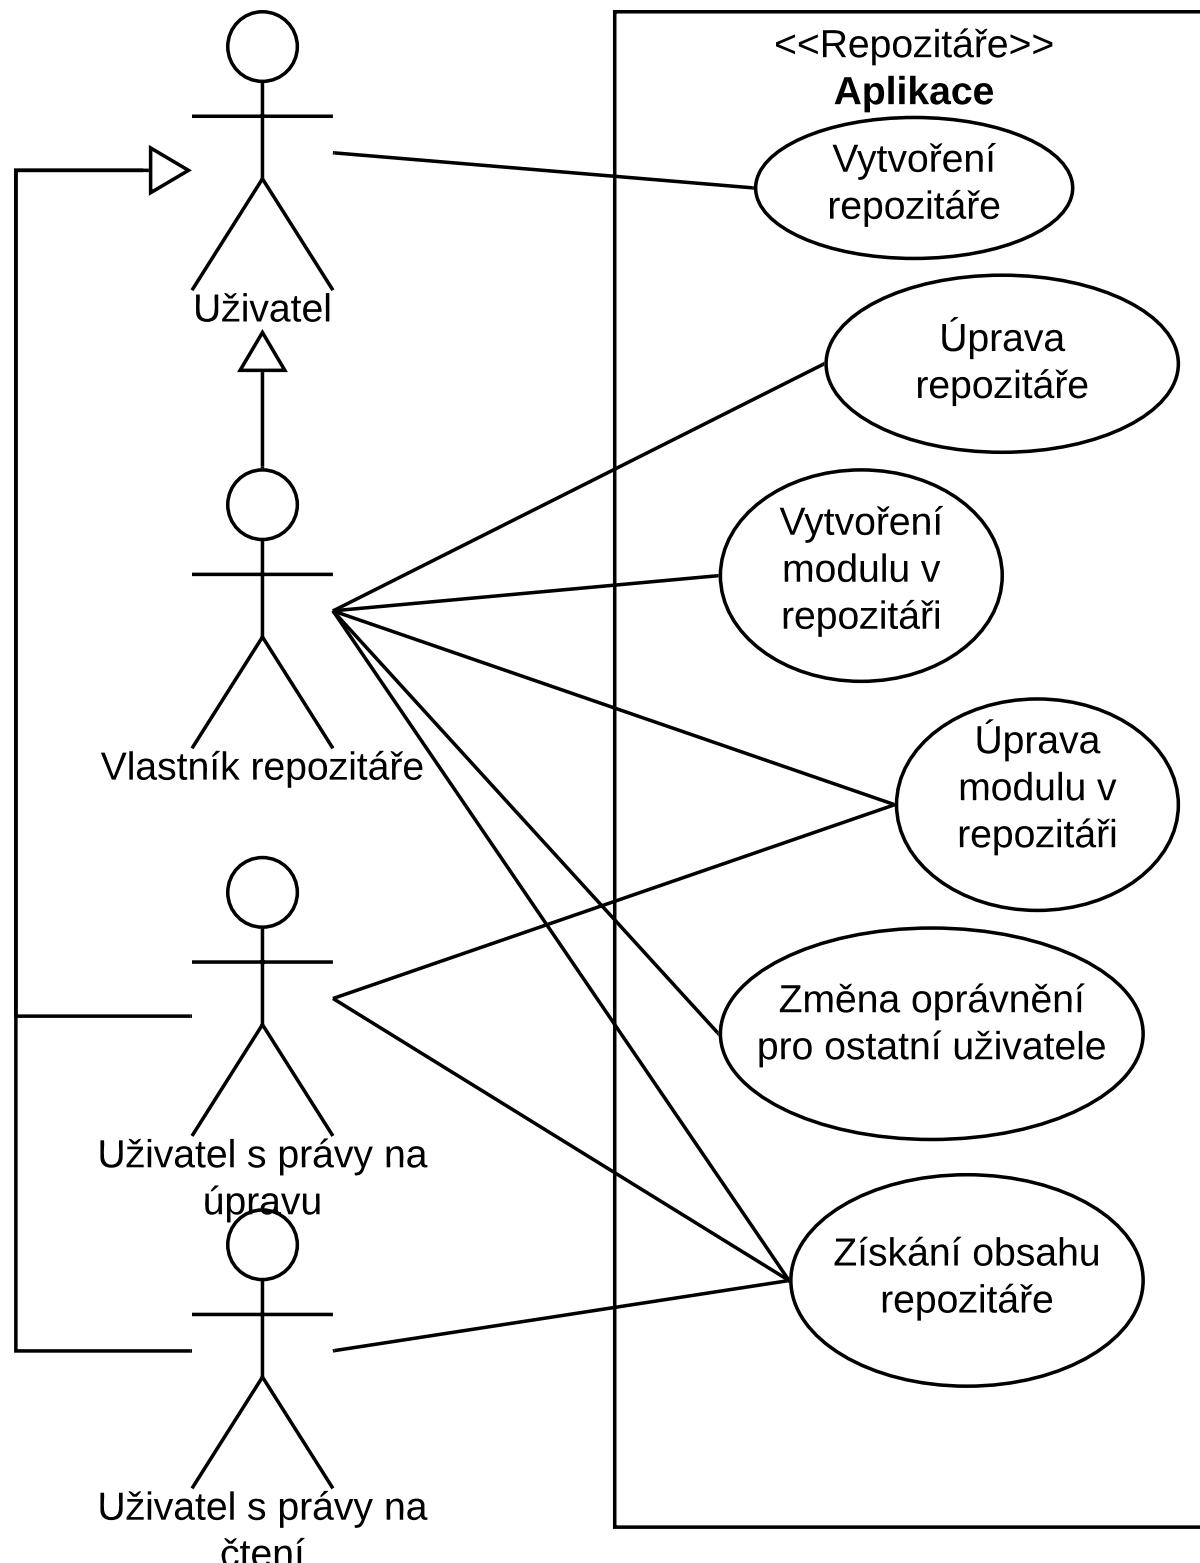 <<Repozitáře>>
Aplikace
Vytvoření
repozitáře
Úprava
repozitáře
Vytvoření
modulu v
repozitáři
Úprava
modulu v
repozitáři
Změna oprávnění
pro ostatní uživatele
Získání obsahu
repozitáře
Uživatel
Vlastník repozitáře
Uživatel s právy na
úpravu
Uživatel s právy na
čtení